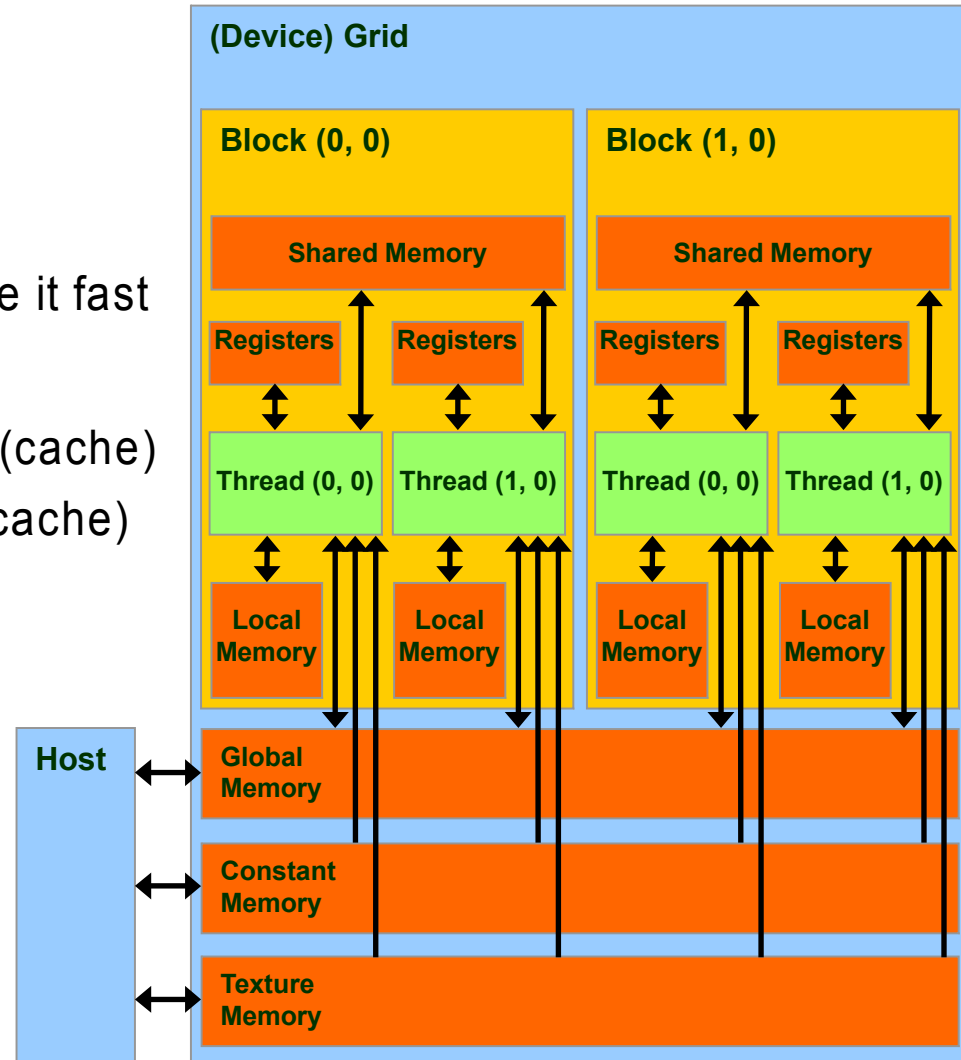 (Device) Grid
Block (0, 0)
Block (1, 0)
Shared Memory
Shared Memory
e it fast
Registers
Registers
Registers
Registers
(cache)
cache)
Thread (0, 0)
Thread (1, 0)
Thread (0, 0)
Thread (1, 0)
Local
Memory
Local
Memory
Local
Memory
Local
Memory
Host
Global
Memory
Constant
Memory
Texture
Memory